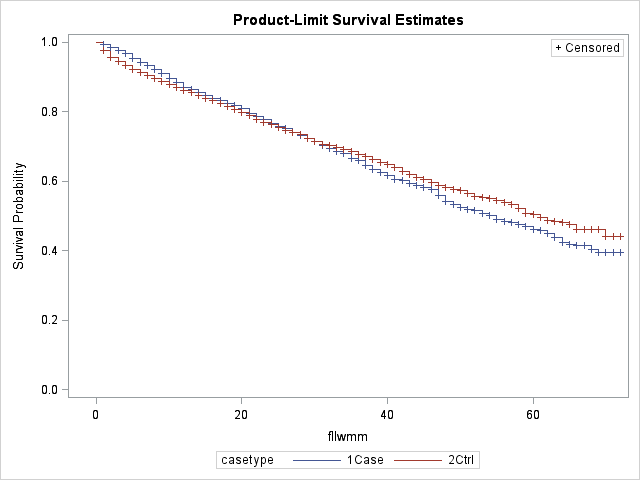 Product-Limit Survival Estimates
+ Censored
Survival Probability
1.0
0.8
0.6
0.4
0.2
0.0
0 20 40 60
fllwmm
casetype 1Case 2Ctrl